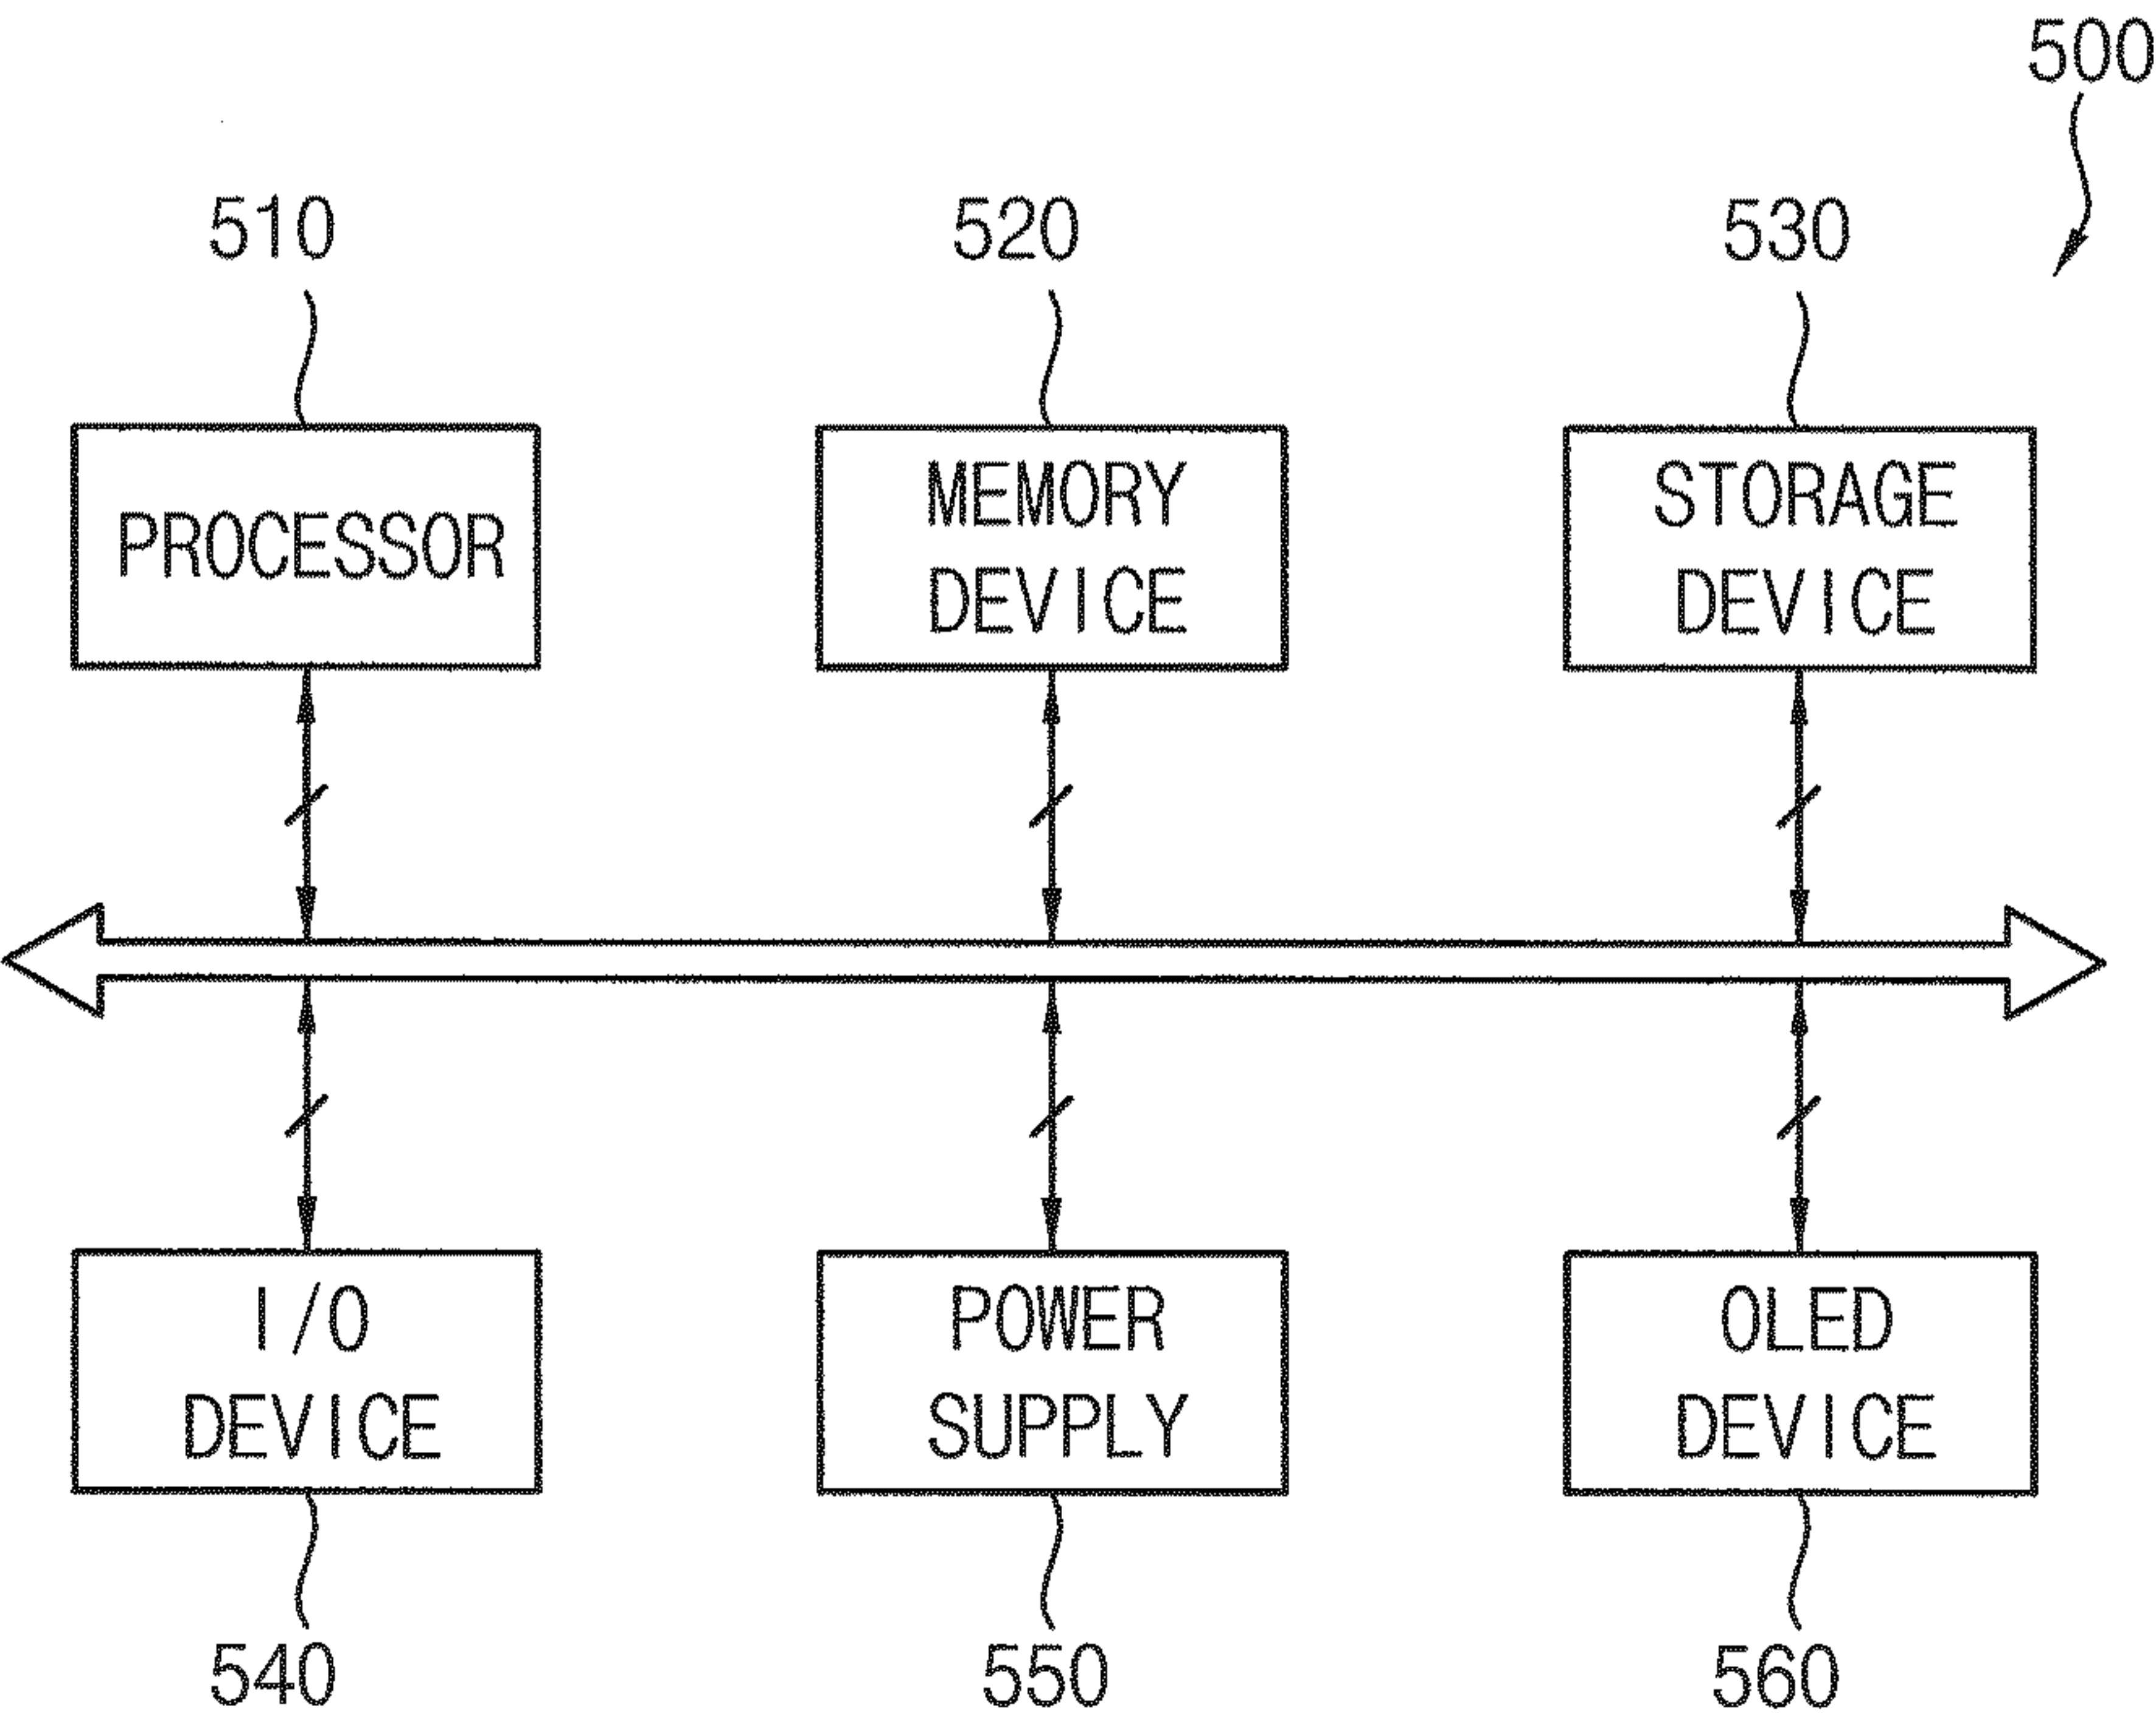 500
510
520
530
PROCESSOR
MEMORY
DEVICE
STORAGE
DEVICE
I/O
DEVICE
POWER
SUPPLY
OLED
DEVICE
540
550
560